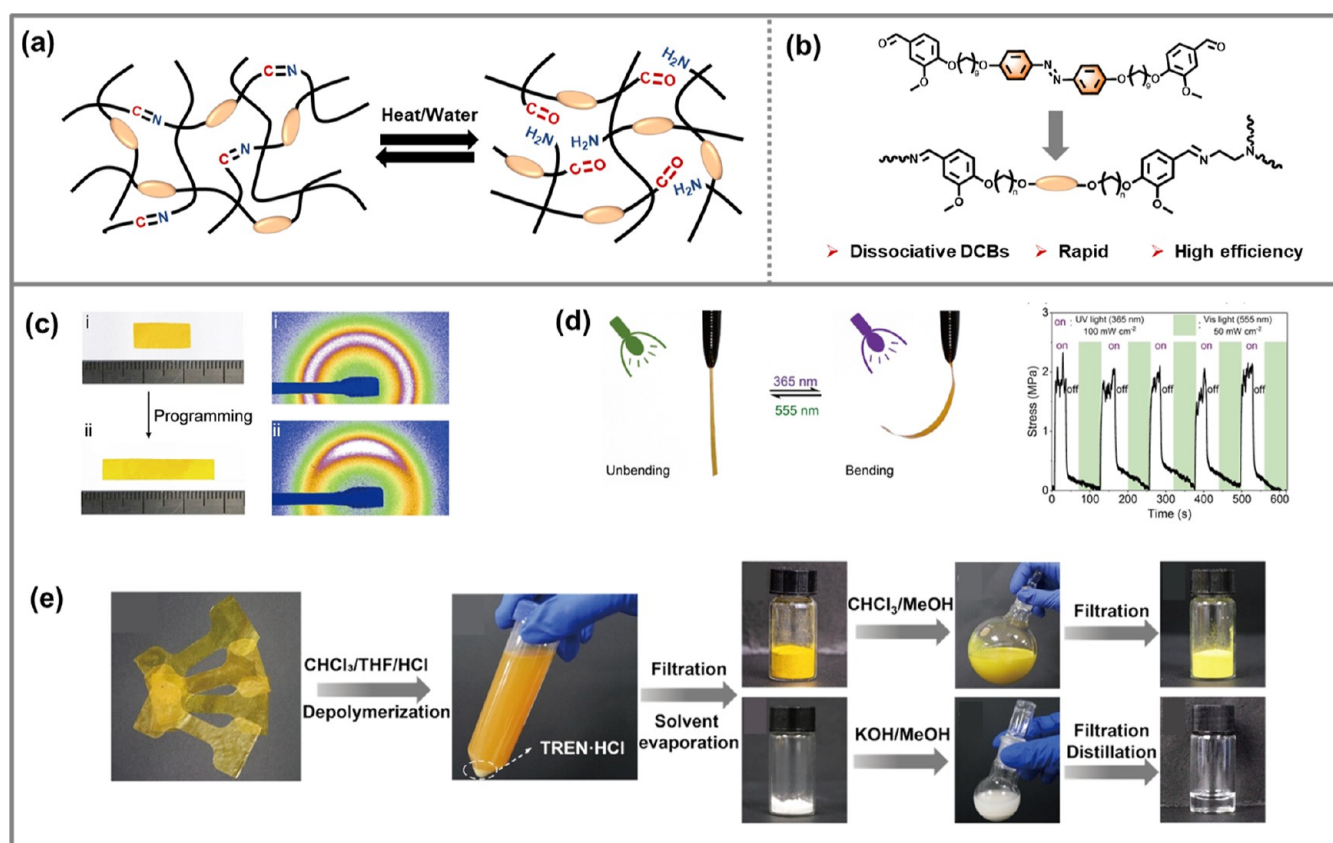 (a)
C=N
C=N
C=N
C=N
Heat/Water
H₂N
C=O
C=O
H₂N
H₂N
C=O
C=O
H₂N
(b)
O
O
O
( )₉
O
N
N
O
( )₉
O
O
O
N
O
O
( )ₙ
O
O
( )ₙ
O
O
N
N
➢ Dissociative DCBs
➢ Rapid
➢ High efficiency
(c)
i
i
Programming
ii
ii
(d)
365 nm
555 nm
Unbending
Bending
on : UV light (365 nm) 100 mW cm⁻²
: Vis light (555 nm) 50 mW cm⁻²
on on on on on
off off off off off
Stress (MPa)
0 1 2 3
0 100 200 300 400 500 600
Time (s)
(e)
CHCl₃/THF/HCl
Depolymerization
TREN·HCl
Filtration
Solvent
evaporation
CHCl₃/MeOH
Filtration
KOH/MeOH
Filtration
Distillation